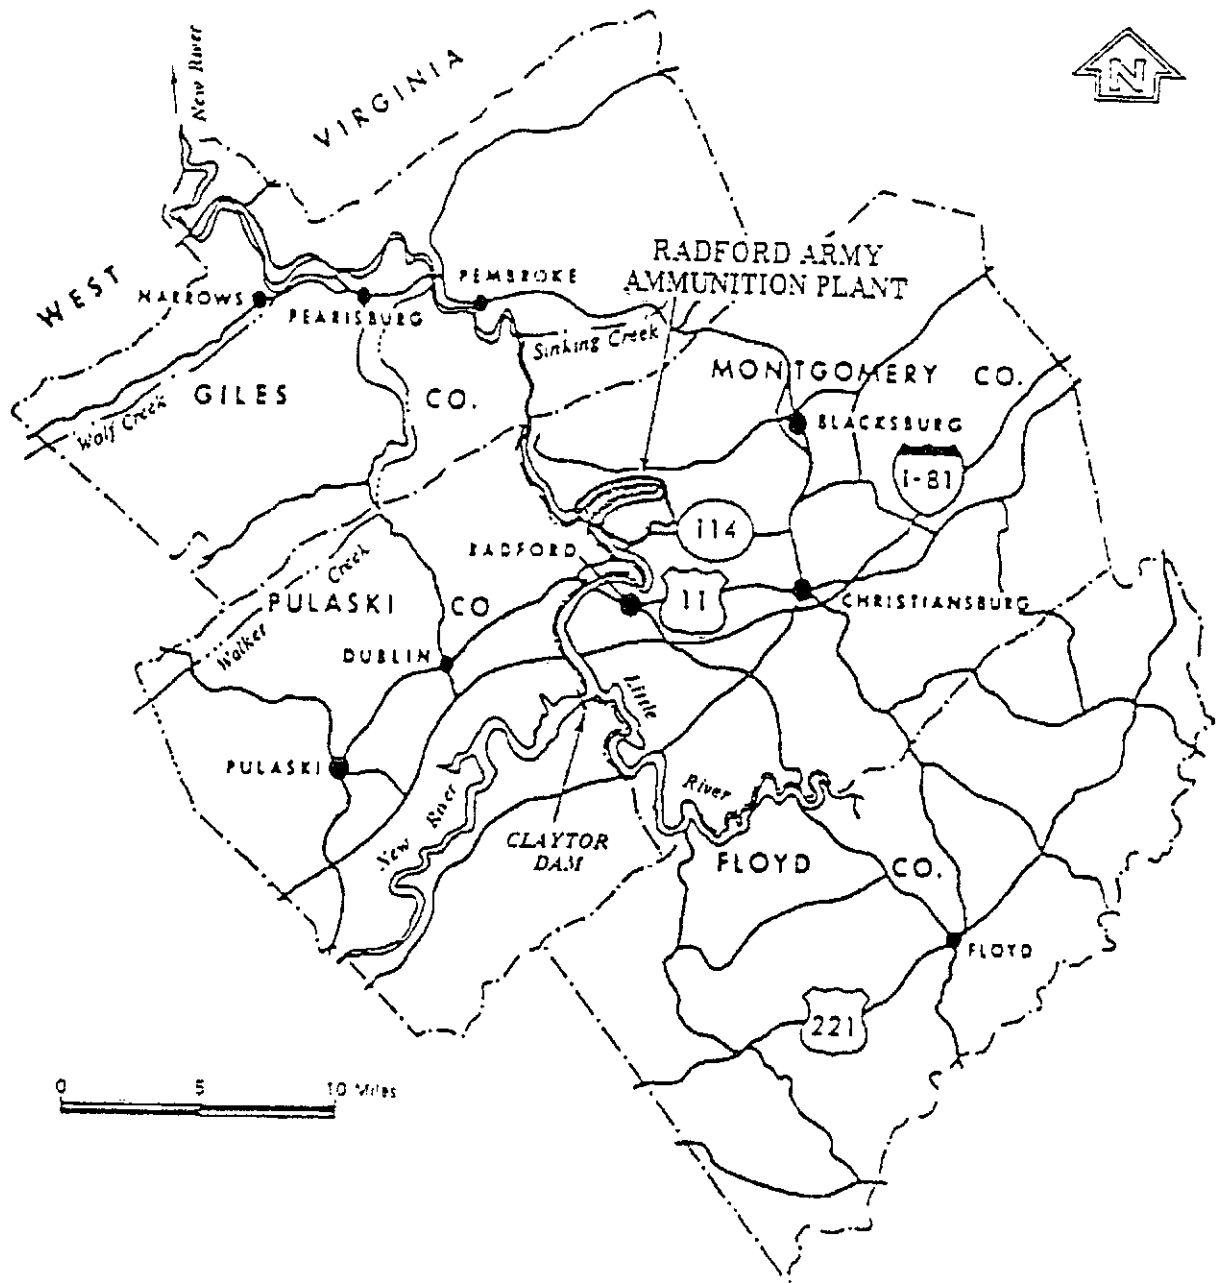 New River
VIRGINIA
N
WEST
RADFORD ARMY
AMMUNITION PLANT
PEMBROKE
NARROWS
PEARISBURG
Sinking Creek
MONTGOMERY CO.
GILES CO.
Wolf Creek
BLACKSBURG
I-81
114
RADFORD
11
CHRISTIANSBURG
PULASKI CO
Walker Creek
DUBLIN
Little River
PULASKI
New River
CLAYTOR
DAM
FLOYD CO.
FLOYD
221
0 5 10 Miles